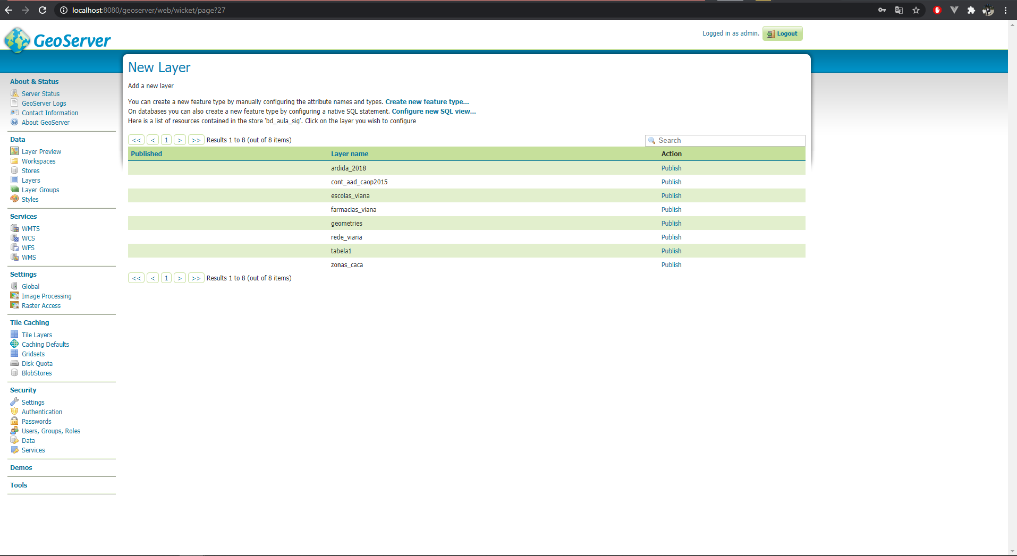 localhost:8080/geoserver/web/wicket/page?27
GeoServer
Logged in as admin.
Logout
About & Status
Server Status
GeoServer Logs
Contact Information
About GeoServer
Data
Layer Preview
Workspaces
Stores
Layers
Layer Groups
Styles
Services
WMTS
WCS
WFS
WMS
Settings
Global
Image Processing
Raster Access
Tile Caching
Tile Layers
Caching Defaults
Gridsets
Disk Quota
BlobStores
Security
Settings
Authentication
Passwords
Users, Groups, Roles
Data
Services
Demos
Tools
New Layer
Add a new layer
You can create a new feature type by manually configuring the attribute names and types. Create new feature type...
On databases you can also create a new feature type by configuring a native SQL statement. Configure new SQL view...
Here is a list of resources contained in the store 'bd_aula_sig'. Click on the layer you wish to configure
<< < 1 > >> Results 1 to 8 (out of 8 items)
Search
Published Layer name Action
ardida_2018 Publish
cont_aad_caop2015 Publish
escolas_viana Publish
farmacias_viana Publish
geometries Publish
rede_viana Publish
tabela1 Publish
zonas_caca Publish
<< < 1 > >> Results 1 to 8 (out of 8 items)